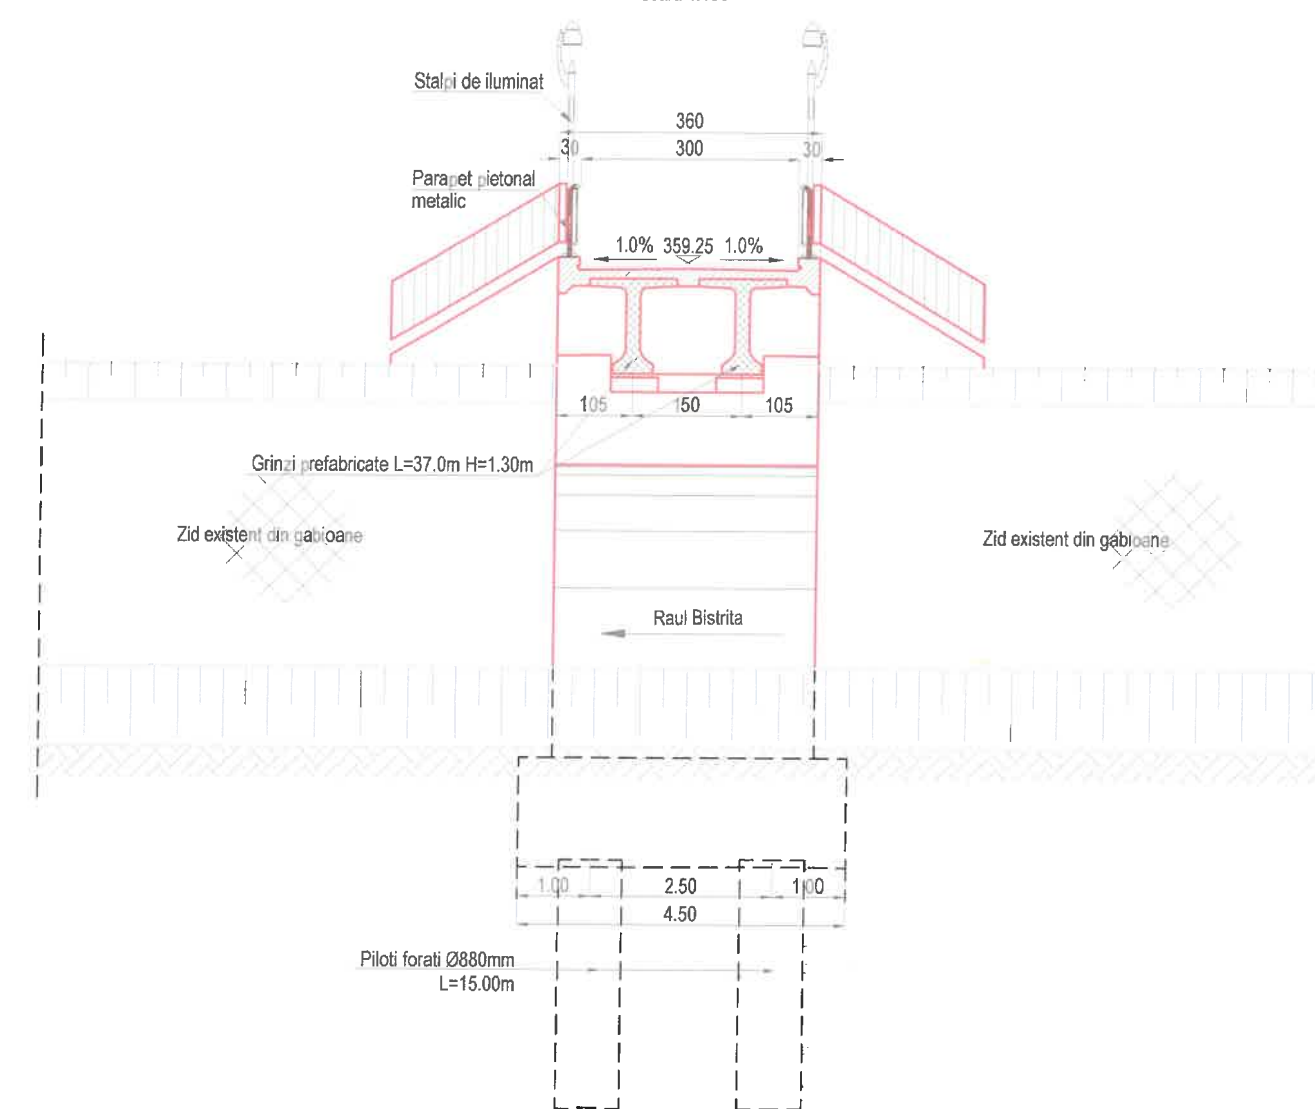 Stalpi de iluminat
360
30 300 30
Parapet pietonal
metalic
1.0% 359.25 1.0%
105 150 105
Grinzi prefabricate L=37.0m H=1.30m
Zid existent din gabioane
Zid existent din gabioane
Raul Bistrita
1.00 2.50 1.00
4.50
Piloti forati Ø880mm
L=15.00m